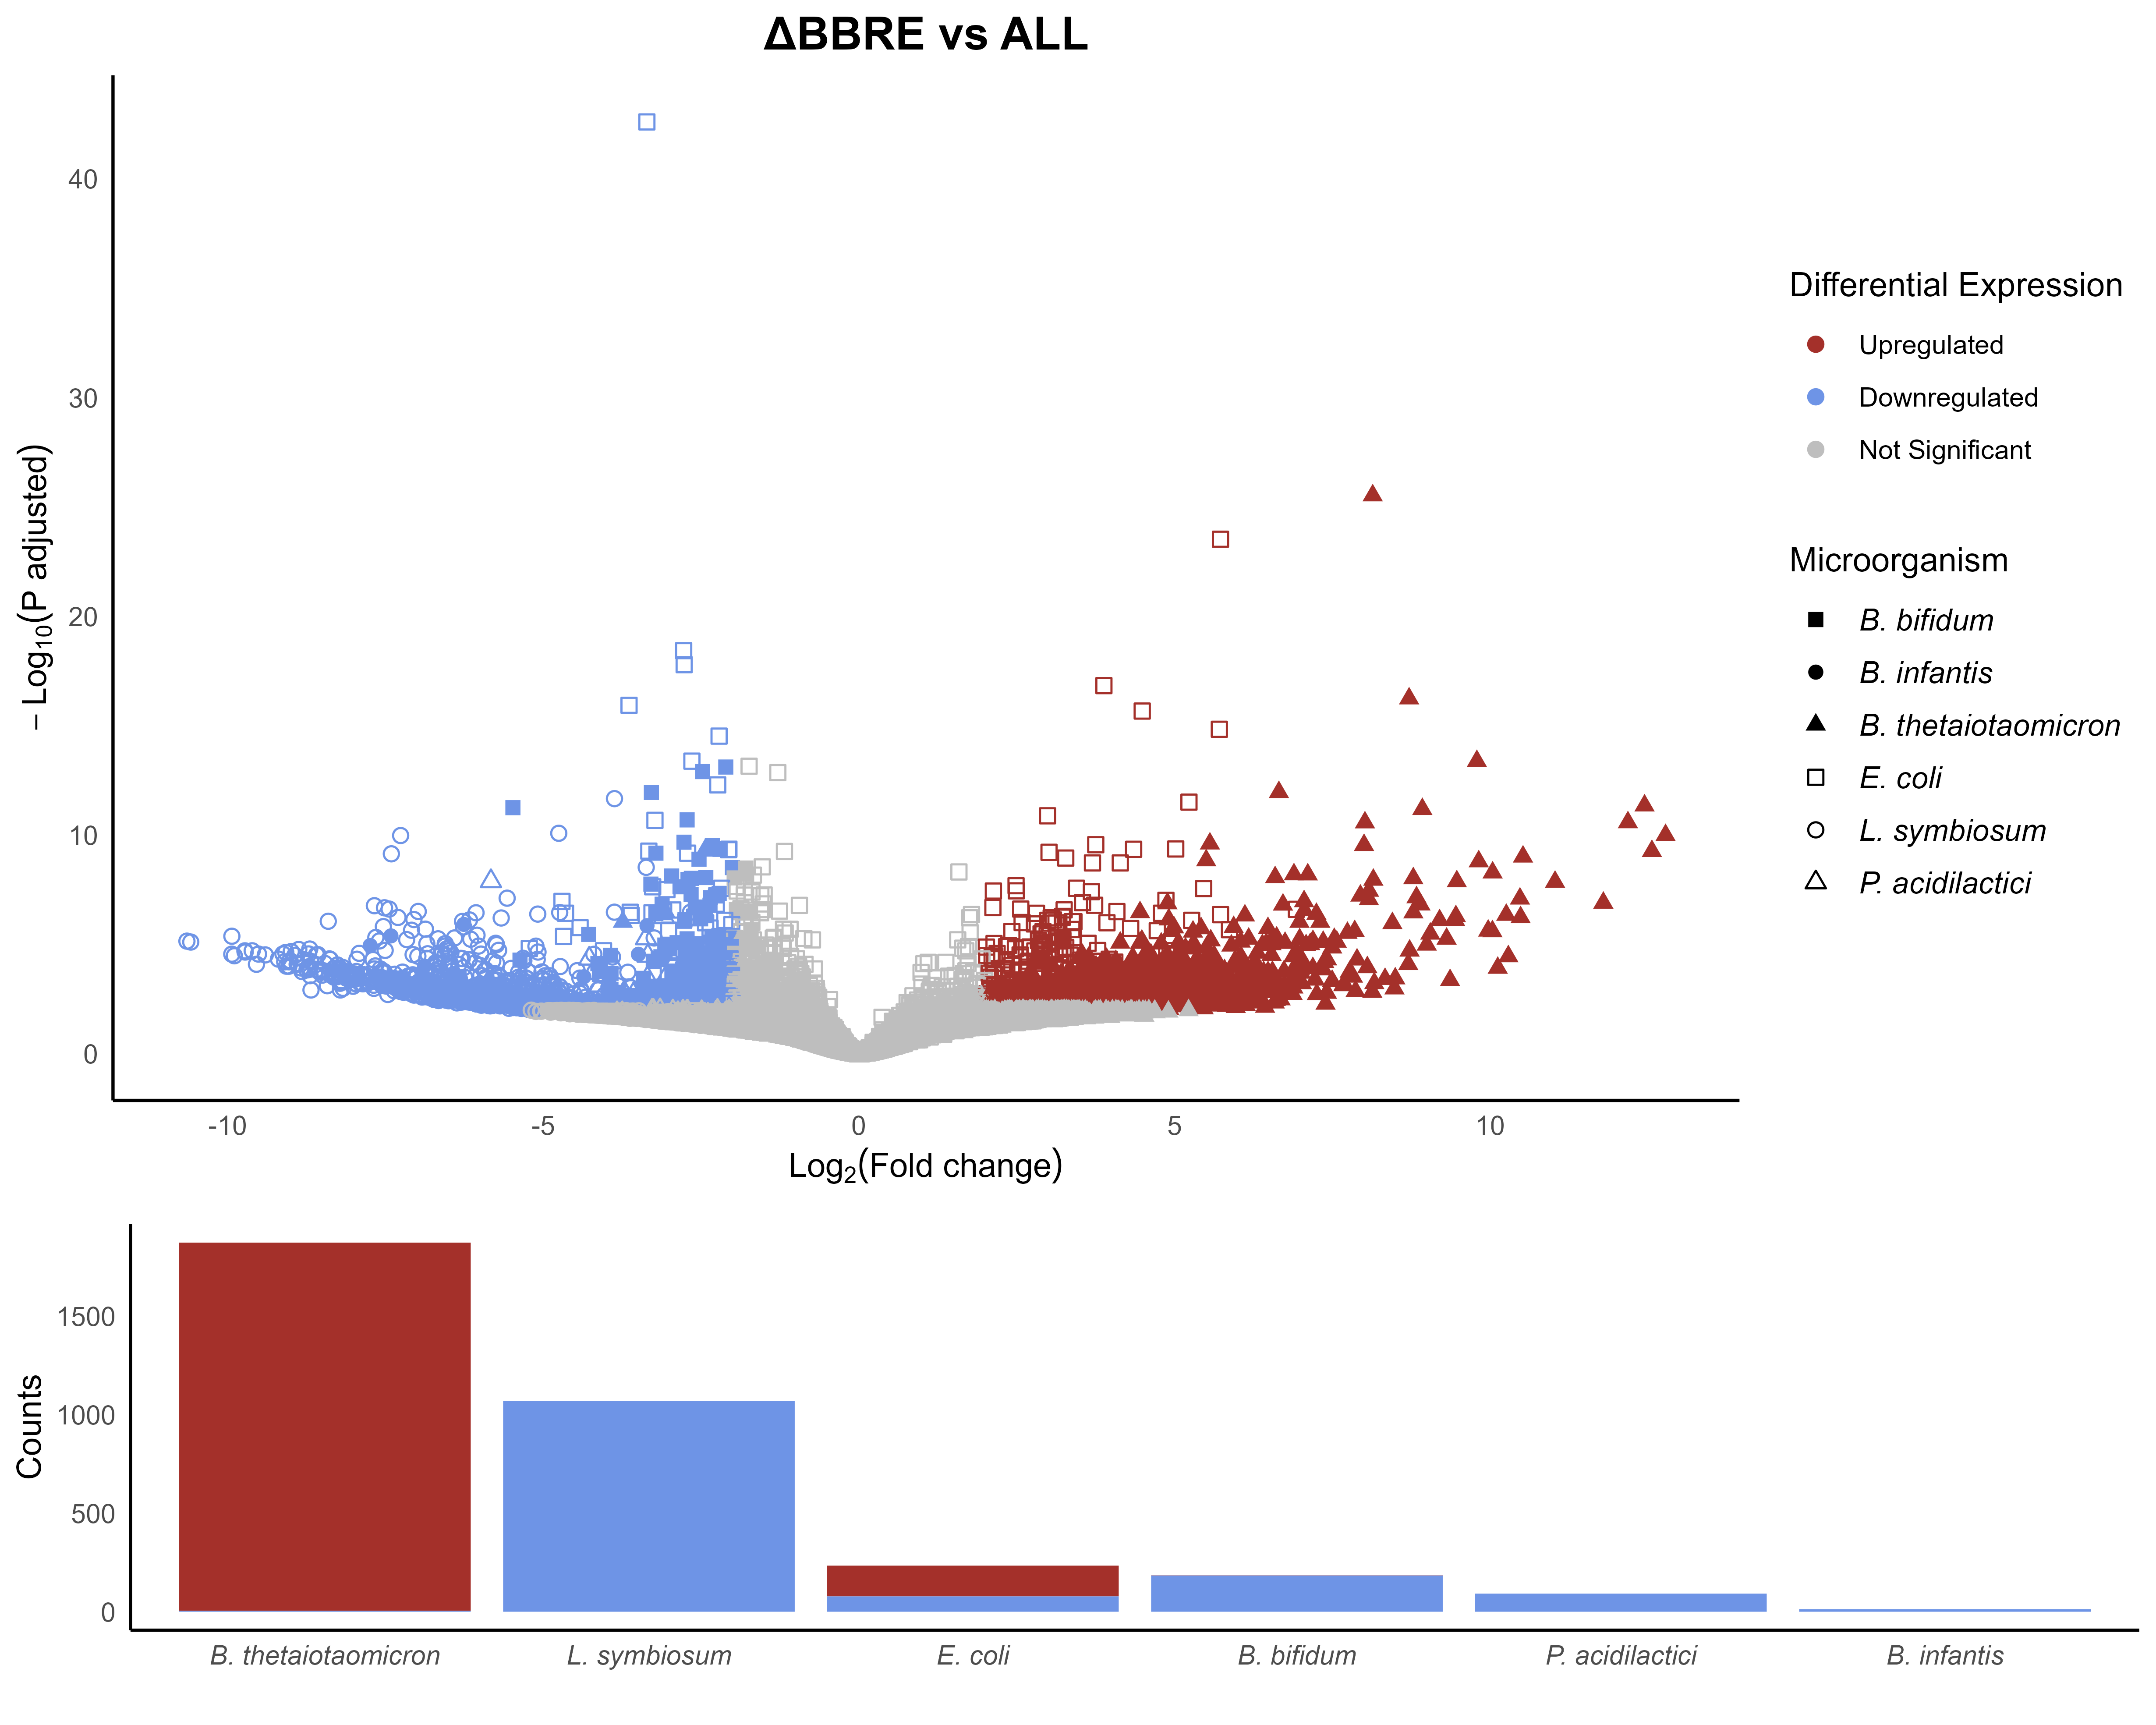 ΔBBRE vs ALL
40
30
20
10
0
− Log10(P adjusted)
-10 -5 0 5 10
Log2(Fold change)
Differential Expression
Upregulated
Downregulated
Not Significant
Microorganism
B. bifidum
B. infantis
B. thetaiotaomicron
E. coli
L. symbiosum
P. acidilactici
1500
1000
500
0
Counts
B. thetaiotaomicron L. symbiosum E. coli B. bifidum P. acidilactici B. infantis